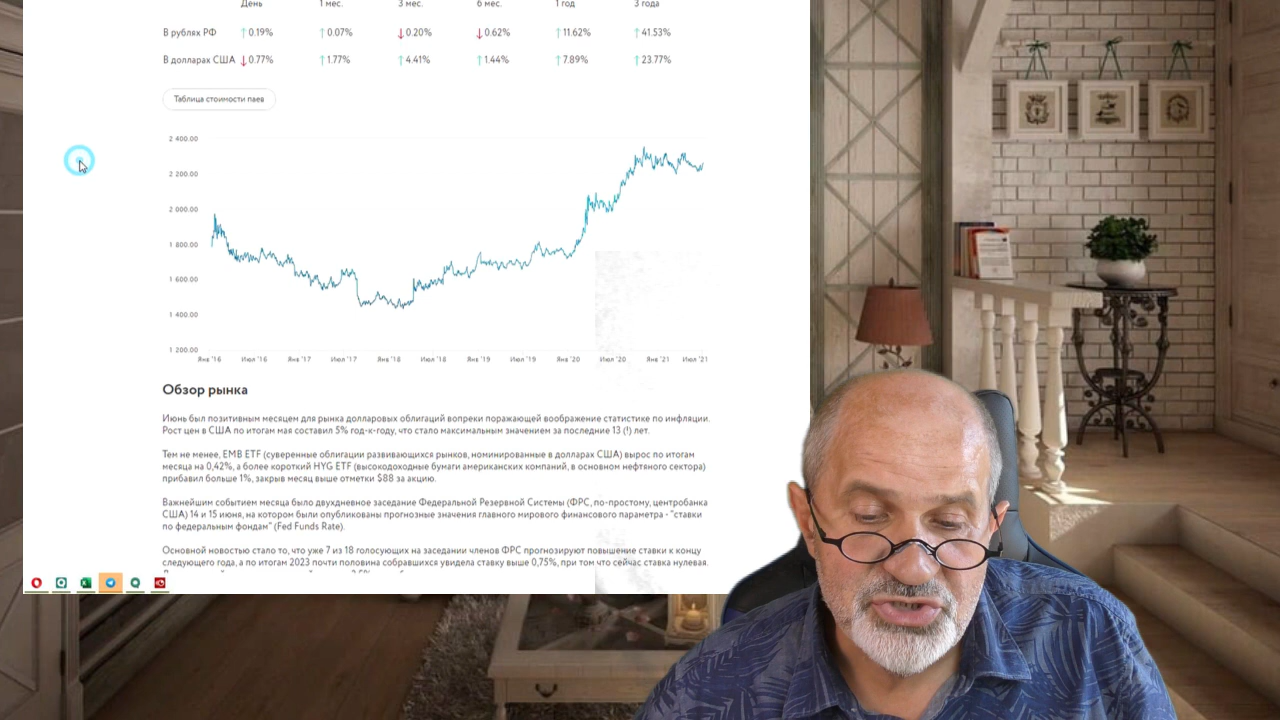 День 1 мес. 3 мес. 6 мес. 1 год 3 года
В рублях РФ ↑ 0.19% ↑ 0.07% ↓ 0.20% ↓ 0.62% ↑ 11.62% ↑ 41.53%
В долларах США ↓ 0.77% ↑ 1.77% ↑ 4.41% ↑ 1.44% ↑ 7.89% ↑ 23.77%
Таблица стоимости паев
2 400.00
2 200.00
2 000.00
1 800.00
1 600.00
1 400.00
1 200.00
Янв '16 Июл '16 Янв '17 Июл '17 Янв '18 Июл '18 Янв '19 Июл '19 Янв '20 Июл '20 Янв '21 Июл '21
Обзор рынка
Июнь был позитивным месяцем для рынка долларовых облигаций вопреки поражающей воображение статистике по инфляции.
Рост цен в США по итогам мая составил 5% год-к-году, что стало максимальным значением за последние 13 (!) лет.
Тем не менее, EMB ETF (суверенные облигации развивающихся рынков, номинированные в долларах США) вырос по итогам
месяца на 0,42%, а более короткий HYG ETF (высокодоходные бумаги американских компаний, в основном нефтяного сектора)
прибавил больше 1%, закрыв месяц выше отметки $88 за акцию.
Важнейшим событием месяца было двухдневное заседание Федеральной Резервной Системы (ФРС, по-простому, центробанка
США) 14 и 15 июня, на котором были опубликованы прогнозные значения главного мирового финансового параметра - "ставки
по федеральным фондам" (Fed Funds Rate).
Основной новостью стало то, что уже 7 из 18 голосующих на заседании членов ФРС прогнозируют повышение ставки к концу
следующего года, а по итогам 2023 почти половина собравшихся увидела ставку выше 0,75%, при том что сейчас ставка нулевая.